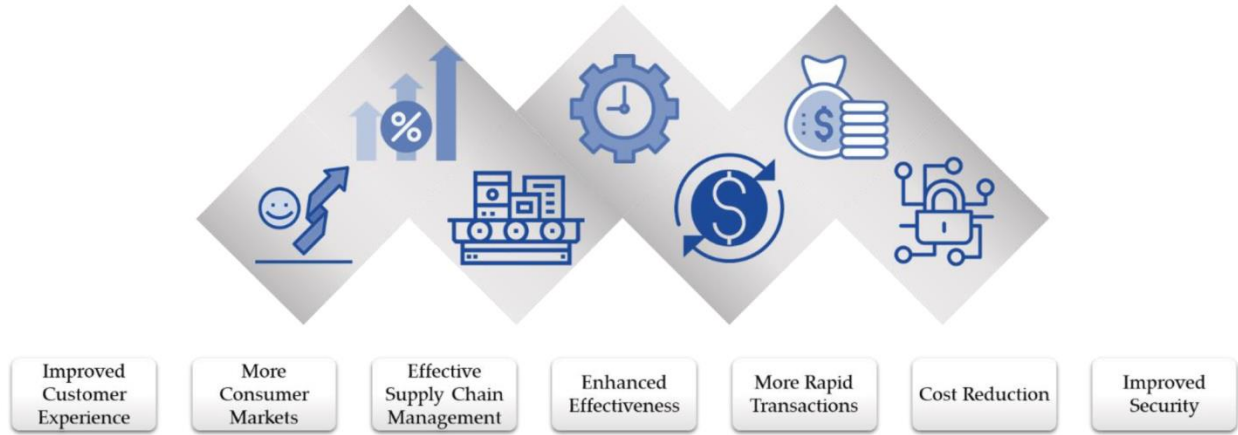 %
$
$
Improved
Customer
Experience
More
Consumer
Markets
Effective
Supply Chain
Management
Enhanced
Effectiveness
More Rapid
Transactions
Cost Reduction
Improved
Security